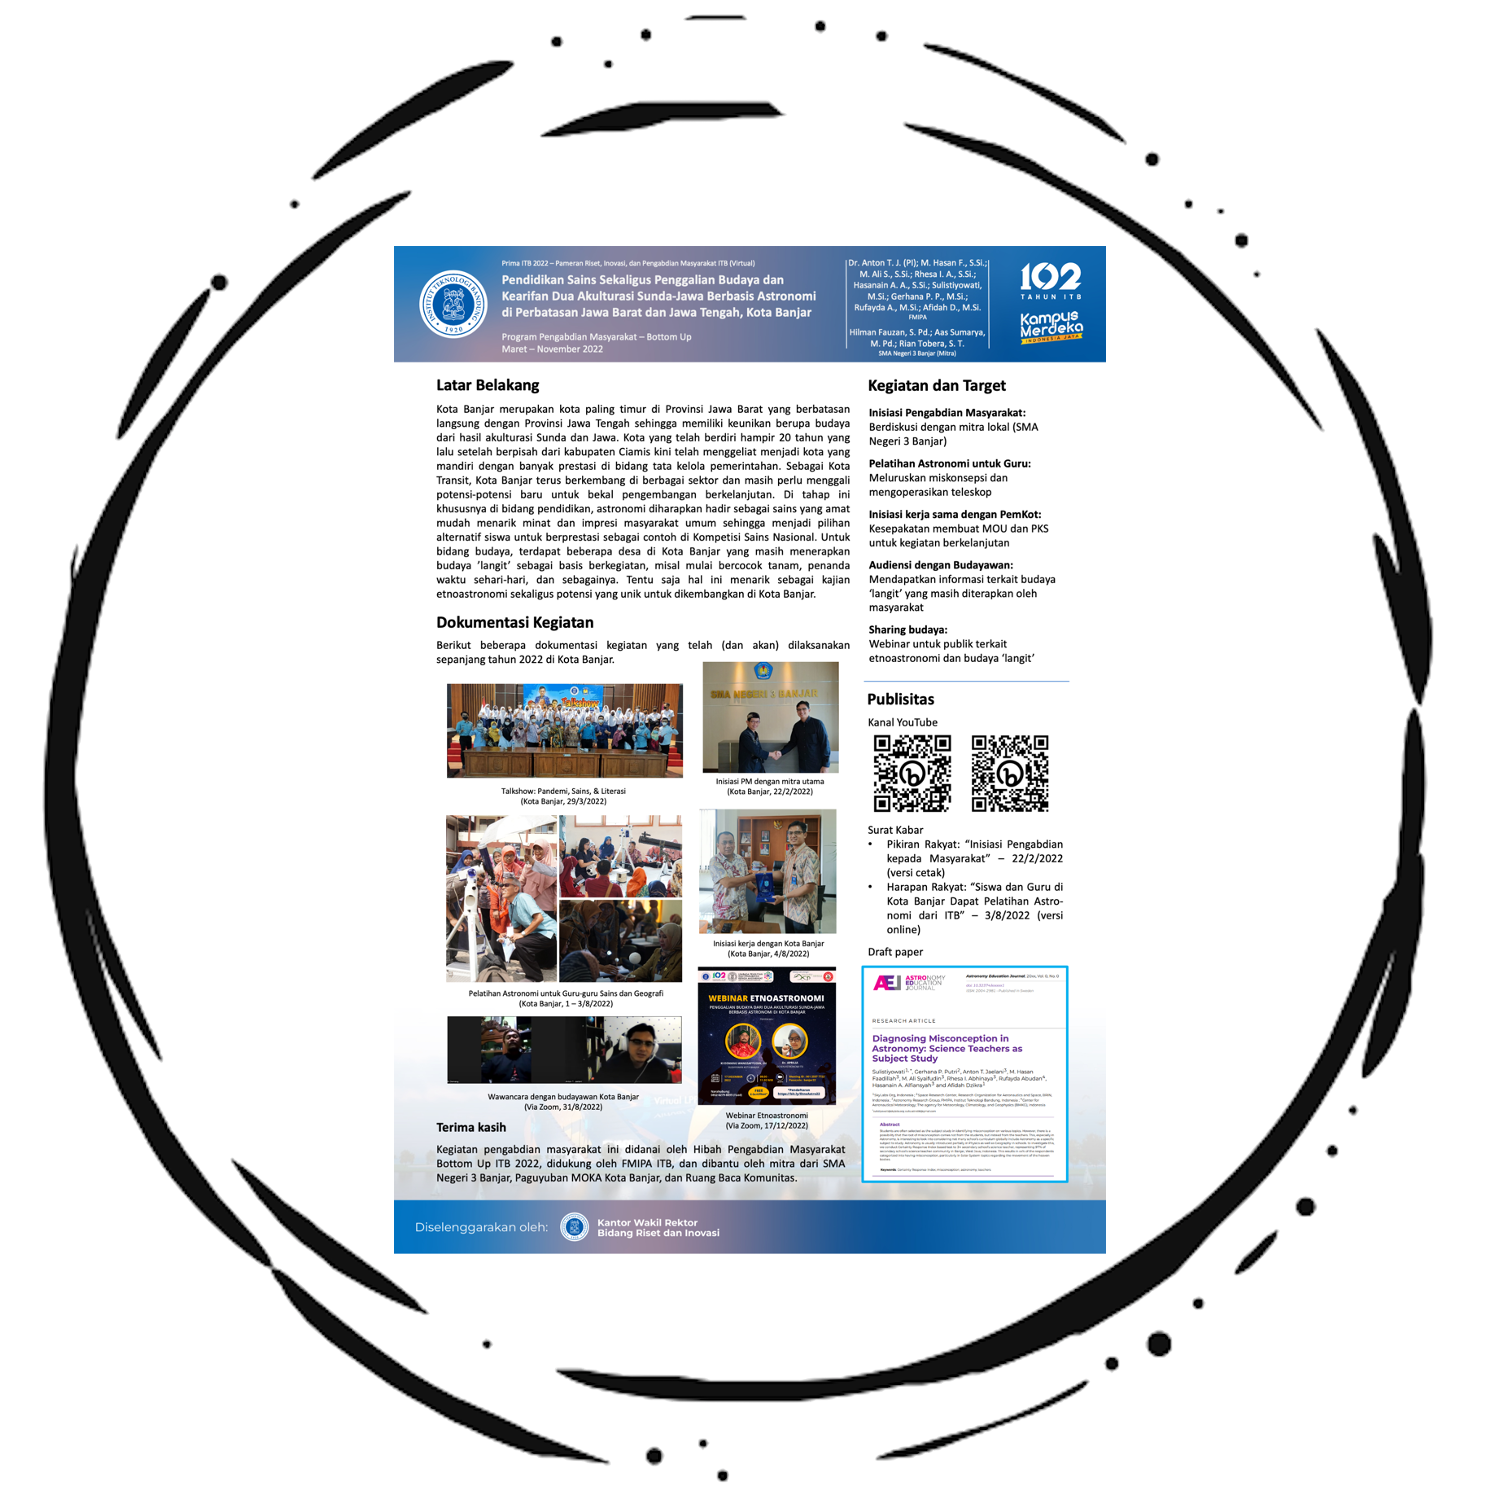 Prima ITB 2022 – Pameran Riset, Inovasi, dan Pengabdian Masyarakat ITB (Virtual)
Pendidikan Sains Sekaligus Penggalian Budaya dan
Kearifan Dua Akulturasi Sunda-Jawa Berbasis Astronomi
di Perbatasan Jawa Barat dan Jawa Tengah, Kota Banjar
Program Pengabdian Masyarakat – Bottom Up
Maret – November 2022
INSTITUT TEKNOLOGI BANDUNG
1920
Dr. Anton T. J. (PI); M. Hasan F., S.Si.;
M. Ali S., S.Si.; Rhesa I. A., S.Si.;
Hasanain A. A., S.Si.; Sulistiyowati,
M.Si.; Gerhana P. P., M.Si.;
Rufayda A., M.Si.; Afidah D., M.Si.
FMIPA
Hilman Fauzan, S. Pd.; Aas Sumarya,
M. Pd.; Rian Tobera, S. T.
SMA Negeri 3 Banjar (Mitra)
102
TAHUN ITB
Kampus
Merdeka
INDONESIA JAYA
Latar Belakang
Kota Banjar merupakan kota paling timur di Provinsi Jawa Barat yang berbatasan
langsung dengan Provinsi Jawa Tengah sehingga memiliki keunikan berupa budaya
dari hasil akulturasi Sunda dan Jawa. Kota yang telah berdiri hampir 20 tahun yang
lalu setelah berpisah dari kabupaten Ciamis kini telah menggeliat menjadi kota yang
mandiri dengan banyak prestasi di bidang tata kelola pemerintahan. Sebagai Kota
Transit, Kota Banjar terus berkembang di berbagai sektor dan masih perlu menggali
potensi-potensi baru untuk bekal pengembangan berkelanjutan. Di tahap ini
khususnya di bidang pendidikan, astronomi diharapkan hadir sebagai sains yang amat
mudah menarik minat dan impresi masyarakat umum sehingga menjadi pilihan
alternatif siswa untuk berprestasi sebagai contoh di Kompetisi Sains Nasional. Untuk
bidang budaya, terdapat beberapa desa di Kota Banjar yang masih menerapkan
budaya 'langit' sebagai basis berkegiatan, misal mulai bercocok tanam, penanda
waktu sehari-hari, dan sebagainya. Tentu saja hal ini menarik sebagai kajian
etnoastronomi sekaligus potensi yang unik untuk dikembangkan di Kota Banjar.
Dokumentasi Kegiatan
Berikut beberapa dokumentasi kegiatan yang telah (dan akan) dilaksanakan
sepanjang tahun 2022 di Kota Banjar.
Talkshow
Talkshow: Pandemi, Sains, & Literasi
(Kota Banjar, 29/3/2022)
SMA NEGERI 3 BANJAR
Inisiasi PM dengan mitra utama
(Kota Banjar, 22/2/2022)
Pelatihan Astronomi untuk Guru-guru Sains dan Geografi
(Kota Banjar, 1 – 3/8/2022)
Inisiasi kerja dengan Kota Banjar
(Kota Banjar, 4/8/2022)
Wawancara dengan budayawan Kota Banjar
(Via Zoom, 31/8/2022)
102
WEBINAR ETNOASTRONOMI
PENGGALIAN BUDAYA DARI DUA AKULTURASI SUNDA-JAWA
BERBASIS ASTRONOMI DI KOTA BANJAR
Webinar Etnoastronomi
(Via Zoom, 17/12/2022)
Terima kasih
Kegiatan pengabdian masyarakat ini didanai oleh Hibah Pengabdian Masyarakat
Bottom Up ITB 2022, didukung oleh FMIPA ITB, dan dibantu oleh mitra dari SMA
Negeri 3 Banjar, Paguyuban MOKA Kota Banjar, dan Ruang Baca Komunitas.
Kegiatan dan Target
Inisiasi Pengabdian Masyarakat:
Berdiskusi dengan mitra lokal (SMA
Negeri 3 Banjar)
Pelatihan Astronomi untuk Guru:
Meluruskan miskonsepsi dan
mengoperasikan teleskop
Inisiasi kerja sama dengan PemKot:
Kesepakatan membuat MOU dan PKS
untuk kegiatan berkelanjutan
Audiensi dengan Budayawan:
Mendapatkan informasi terkait budaya
'langit' yang masih diterapkan oleh
masyarakat
Sharing budaya:
Webinar untuk publik terkait
etnoastronomi dan budaya 'langit'
Publisitas
Kanal YouTube
Surat Kabar
• Pikiran Rakyat: "Inisiasi Pengabdian
kepada Masyarakat" – 22/2/2022
(versi cetak)
• Harapan Rakyat: "Siswa dan Guru di
Kota Banjar Dapat Pelatihan Astro-
nomi dari ITB" – 3/8/2022 (versi
online)
Draft paper
AEJ
ASTRONOMY
EDUCATION
JOURNAL
RESEARCH ARTICLE
Diagnosing Misconception in
Astronomy: Science Teachers as
Subject Study
Abstract
Diselenggarakan oleh:
Kantor Wakil Rektor
Bidang Riset dan Inovasi